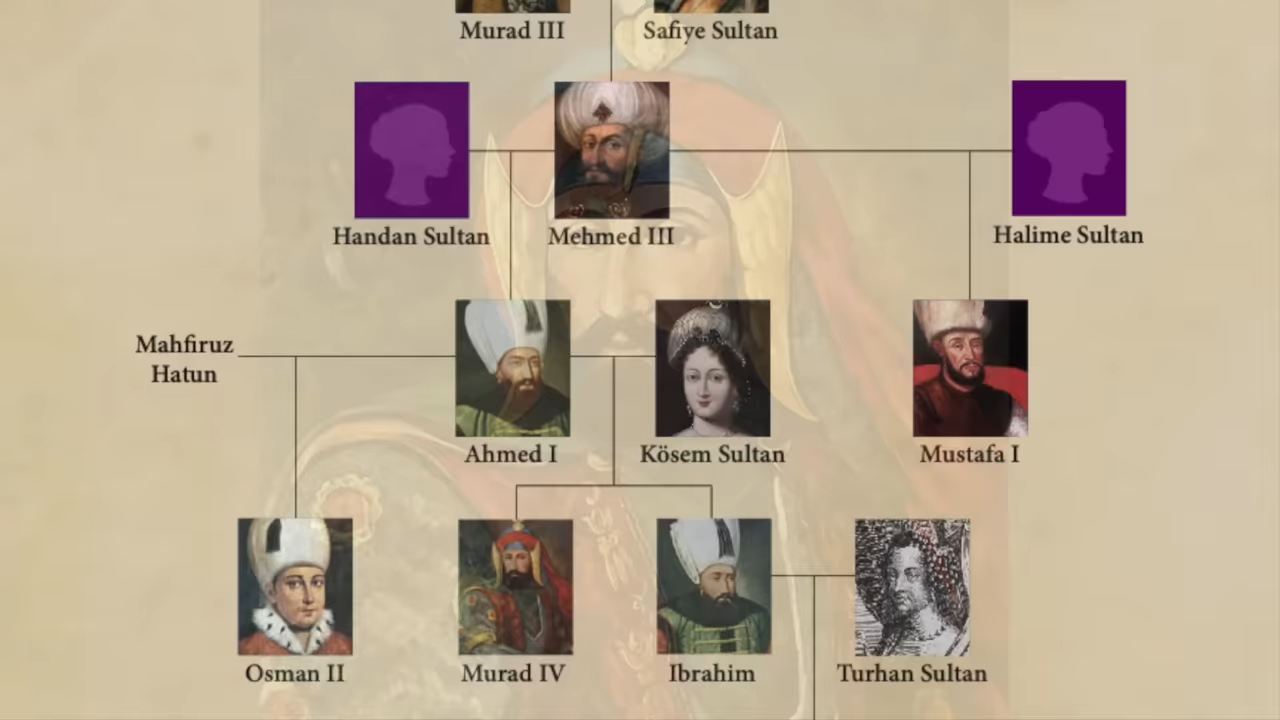 Murad III
Safiye Sultan
Handan Sultan
Mehmed III
Halime Sultan
Mahfiruz
Hatun
Ahmed I
Kösem Sultan
Mustafa I
Osman II
Murad IV
Ibrahim
Turhan Sultan